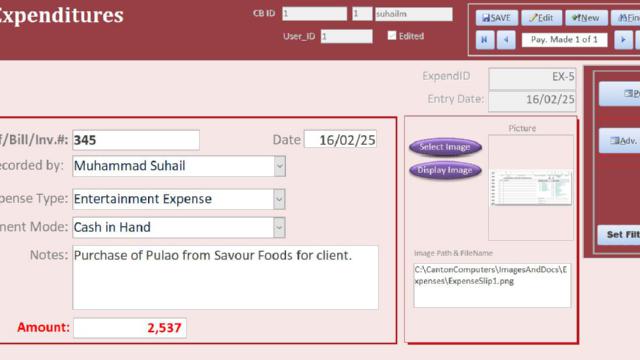 xpenditures
CB ID 1 1 suhailm
User_ID 1 Edited
SAVE Edit New Fin
Pay. Made 1 of 1
ExpendID EX-5
Entry Date: 16/02/25
f/Bill/Inv.#: 345 Date 16/02/25
ecorded by: Muhammad Suhail
pense Type: Entertainment Expense
ment Mode: Cash in Hand
Notes: Purchase of Pulao from Savour Foods for client.
Amount: 2,537
Picture
Select Image
Display Image
Image Path & FileName
C:\CantonComputers\ImagesAndDocs\E
xpenses\ExpenseSlip1.png
Adv.
Set Filt